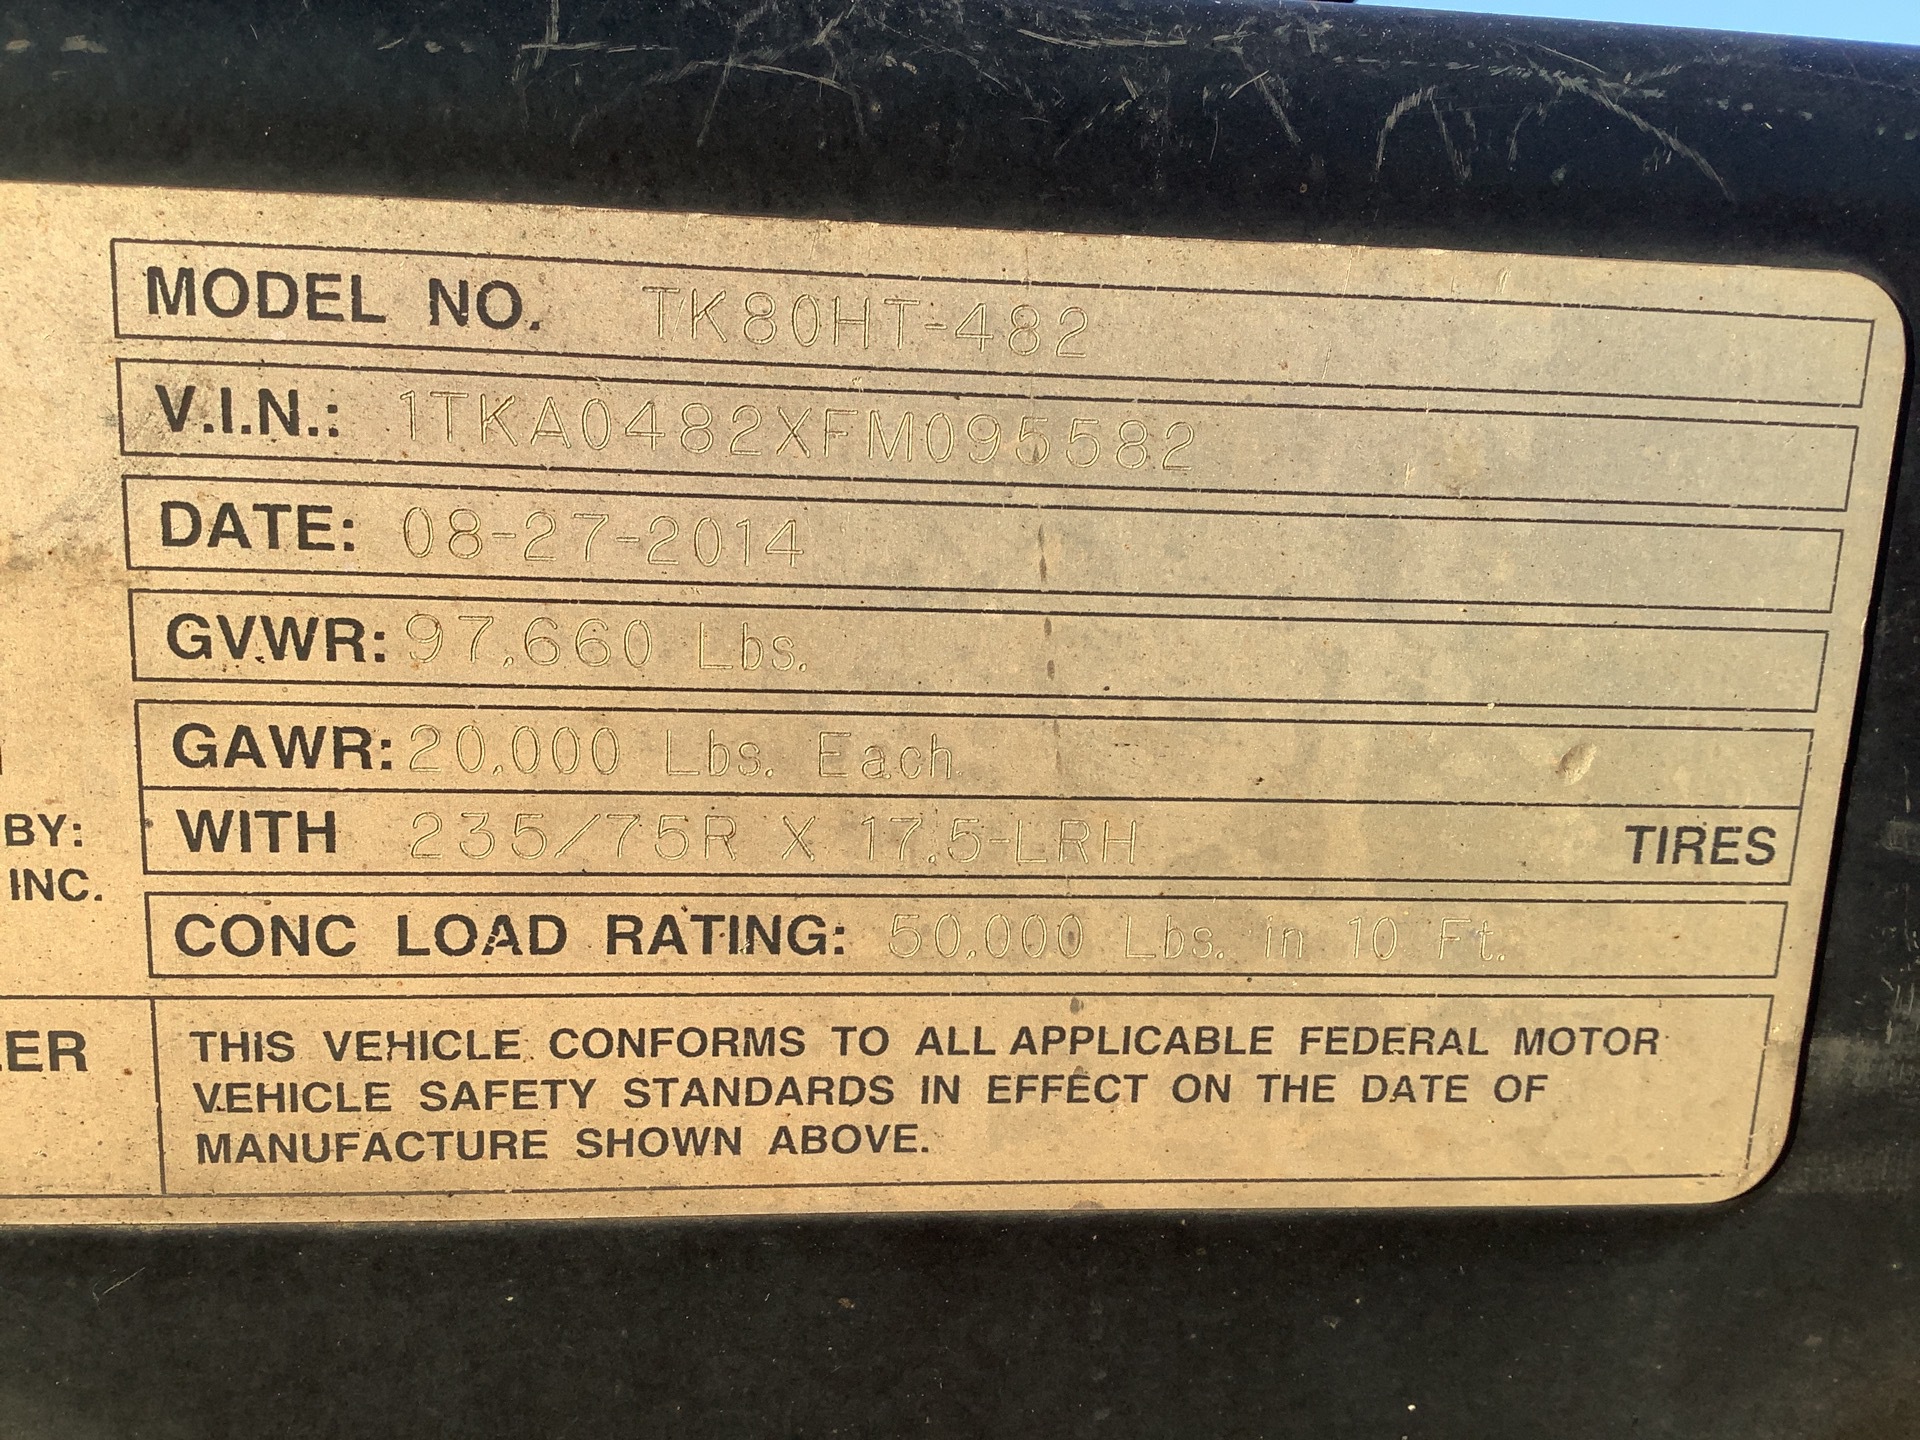 MODEL NO. TK80HT-482
V.I.N.: 1TKA0482XFM095582
DATE: 08-27-2014
GVWR: 97,660 Lbs.
GAWR: 20,000 Lbs. Each
WITH 235/75R X 17.5-LRH TIRES
BY:
INC.
CONC LOAD RATING: 50,000 Lbs. in 10 Ft.
ER
THIS VEHICLE CONFORMS TO ALL APPLICABLE FEDERAL MOTOR
VEHICLE SAFETY STANDARDS IN EFFECT ON THE DATE OF
MANUFACTURE SHOWN ABOVE.